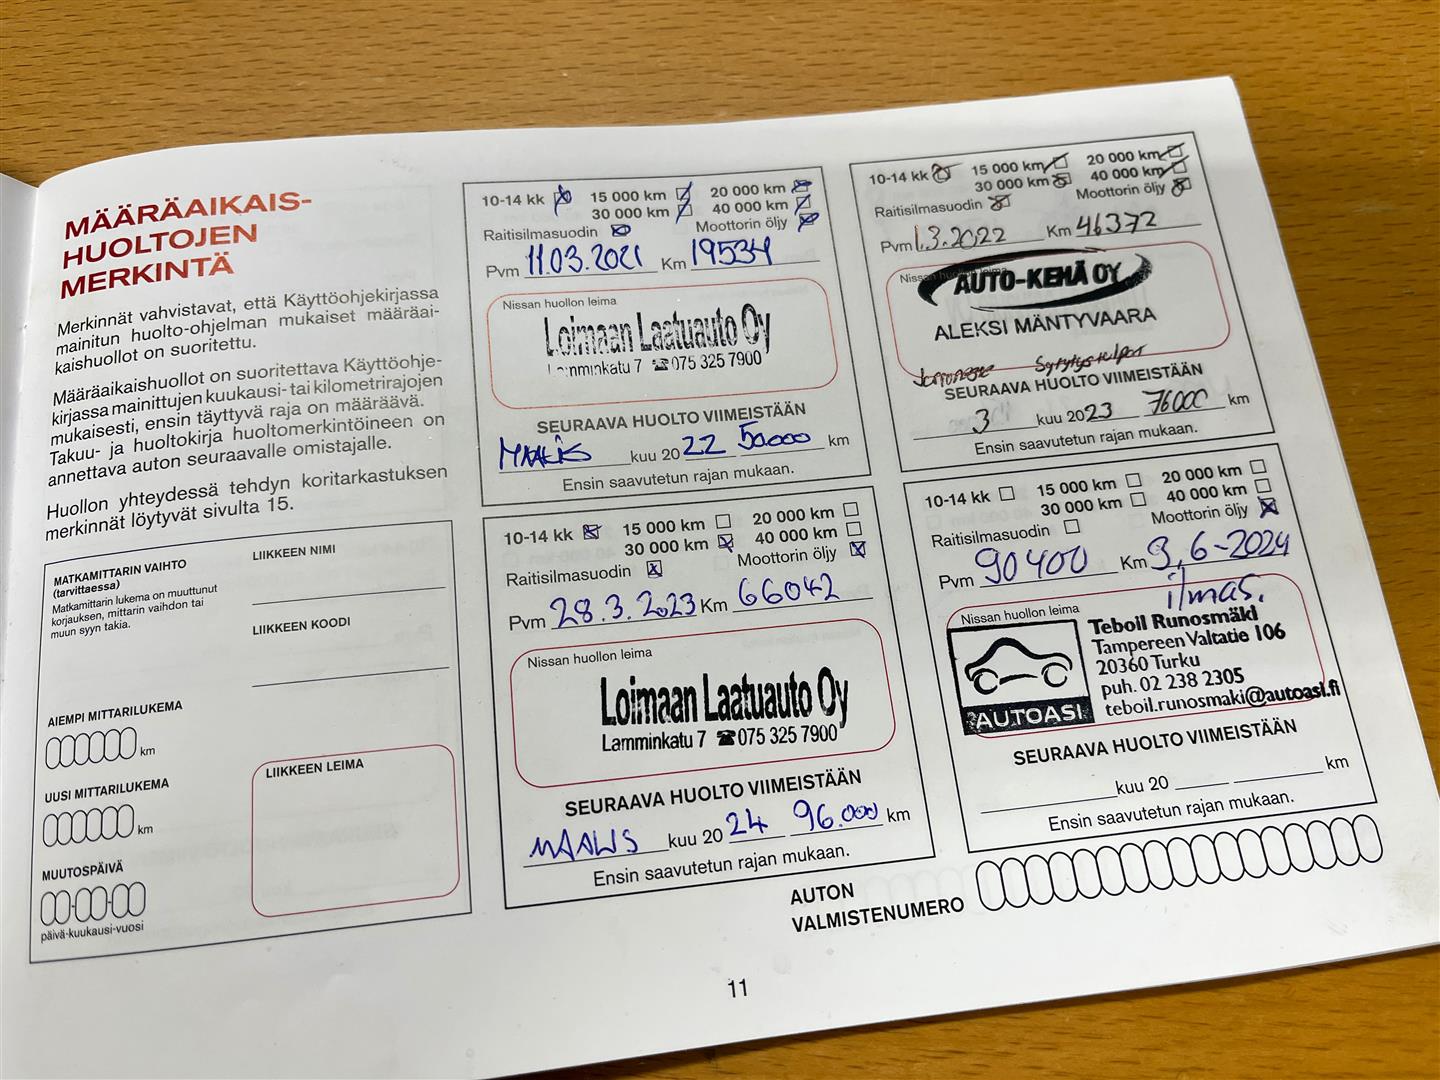 MÄÄRÄAIKAIS-
HUOLTOJEN
MERKINTÄ
Merkinnät vahvistavat, että Käyttöohjekirjassa
mainitun huolto-ohjelman mukaiset määräai-
kaishuollot on suoritettu.
Määräaikaishuollot on suoritettava Käyttöohje-
kirjassa mainittujen kuukausi- tai kilometrirajojen
mukaisesti, ensin täyttyvä raja on määräävä.
Takuu- ja huoltokirja huoltomerkintöineen on
annettava auton seuraavalle omistajalle.
Huollon yhteydessä tehdyn koritarkastuksen
merkinnät löytyvät sivulta 15.
MATKAMITTARIN VAIHTO
(tarvittaessa)
Matkamittarin lukema on muuttunut
korjauksen, mittarin vaihdon tai
muun syyn takia.
LIIKKEEN NIMI
LIIKKEEN KOODI
AIEMPI MITTARILUKEMA
km
UUSI MITTARILUKEMA
km
MUUTOSPÄIVÄ
päivä-kuukausi-vuosi
LIIKKEEN LEIMA
10-14 kk 15 000 km 20 000 km
30 000 km 40 000 km
Raitisilmasuodin Moottorin öljy
Pvm 11.03.2021 Km 19534
Nissan huollon leima
Loimaan Laatuauto Oy
Lamminkatu 7 ☎075 325 7900
SEURAAVA HUOLTO VIIMEISTÄÄN
MAALIS kuu 20 22 50.000 km
Ensin saavutetun rajan mukaan.
10-14 kk 15 000 km 20 000 km
30 000 km 40 000 km
Raitisilmasuodin Moottorin öljy
Pvm 1.3.2022 Km 46372
Nissan huollon leima
AUTO-KEHÄ OY
ALEKSI MÄNTYVAARA
Sytytystulpat
SEURAAVA HUOLTO VIIMEISTÄÄN
3 kuu 2023 76000 km
Ensin saavutetun rajan mukaan.
10-14 kk 15 000 km 20 000 km
30 000 km 40 000 km
Raitisilmasuodin Moottorin öljy
Pvm 28.3.2023 Km 66042
Nissan huollon leima
Loimaan Laatuauto Oy
Lamminkatu 7 ☎075 325 7900
SEURAAVA HUOLTO VIIMEISTÄÄN
MAALIS kuu 20 24 96.000 km
Ensin saavutetun rajan mukaan.
10-14 kk 15 000 km 20 000 km
30 000 km 40 000 km
Raitisilmasuodin Moottorin öljy
Pvm 90400 Km 3,6-2024
ilmas.
Nissan huollon leima
AUTOASI
Teboil Runosmäki
Tampereen Valtatie 106
20360 Turku
puh. 02 238 2305
teboil.runosmaki@autoasi.fi
SEURAAVA HUOLTO VIIMEISTÄÄN
kuu 20 km
Ensin saavutetun rajan mukaan.
AUTON
VALMISTENUMERO
11